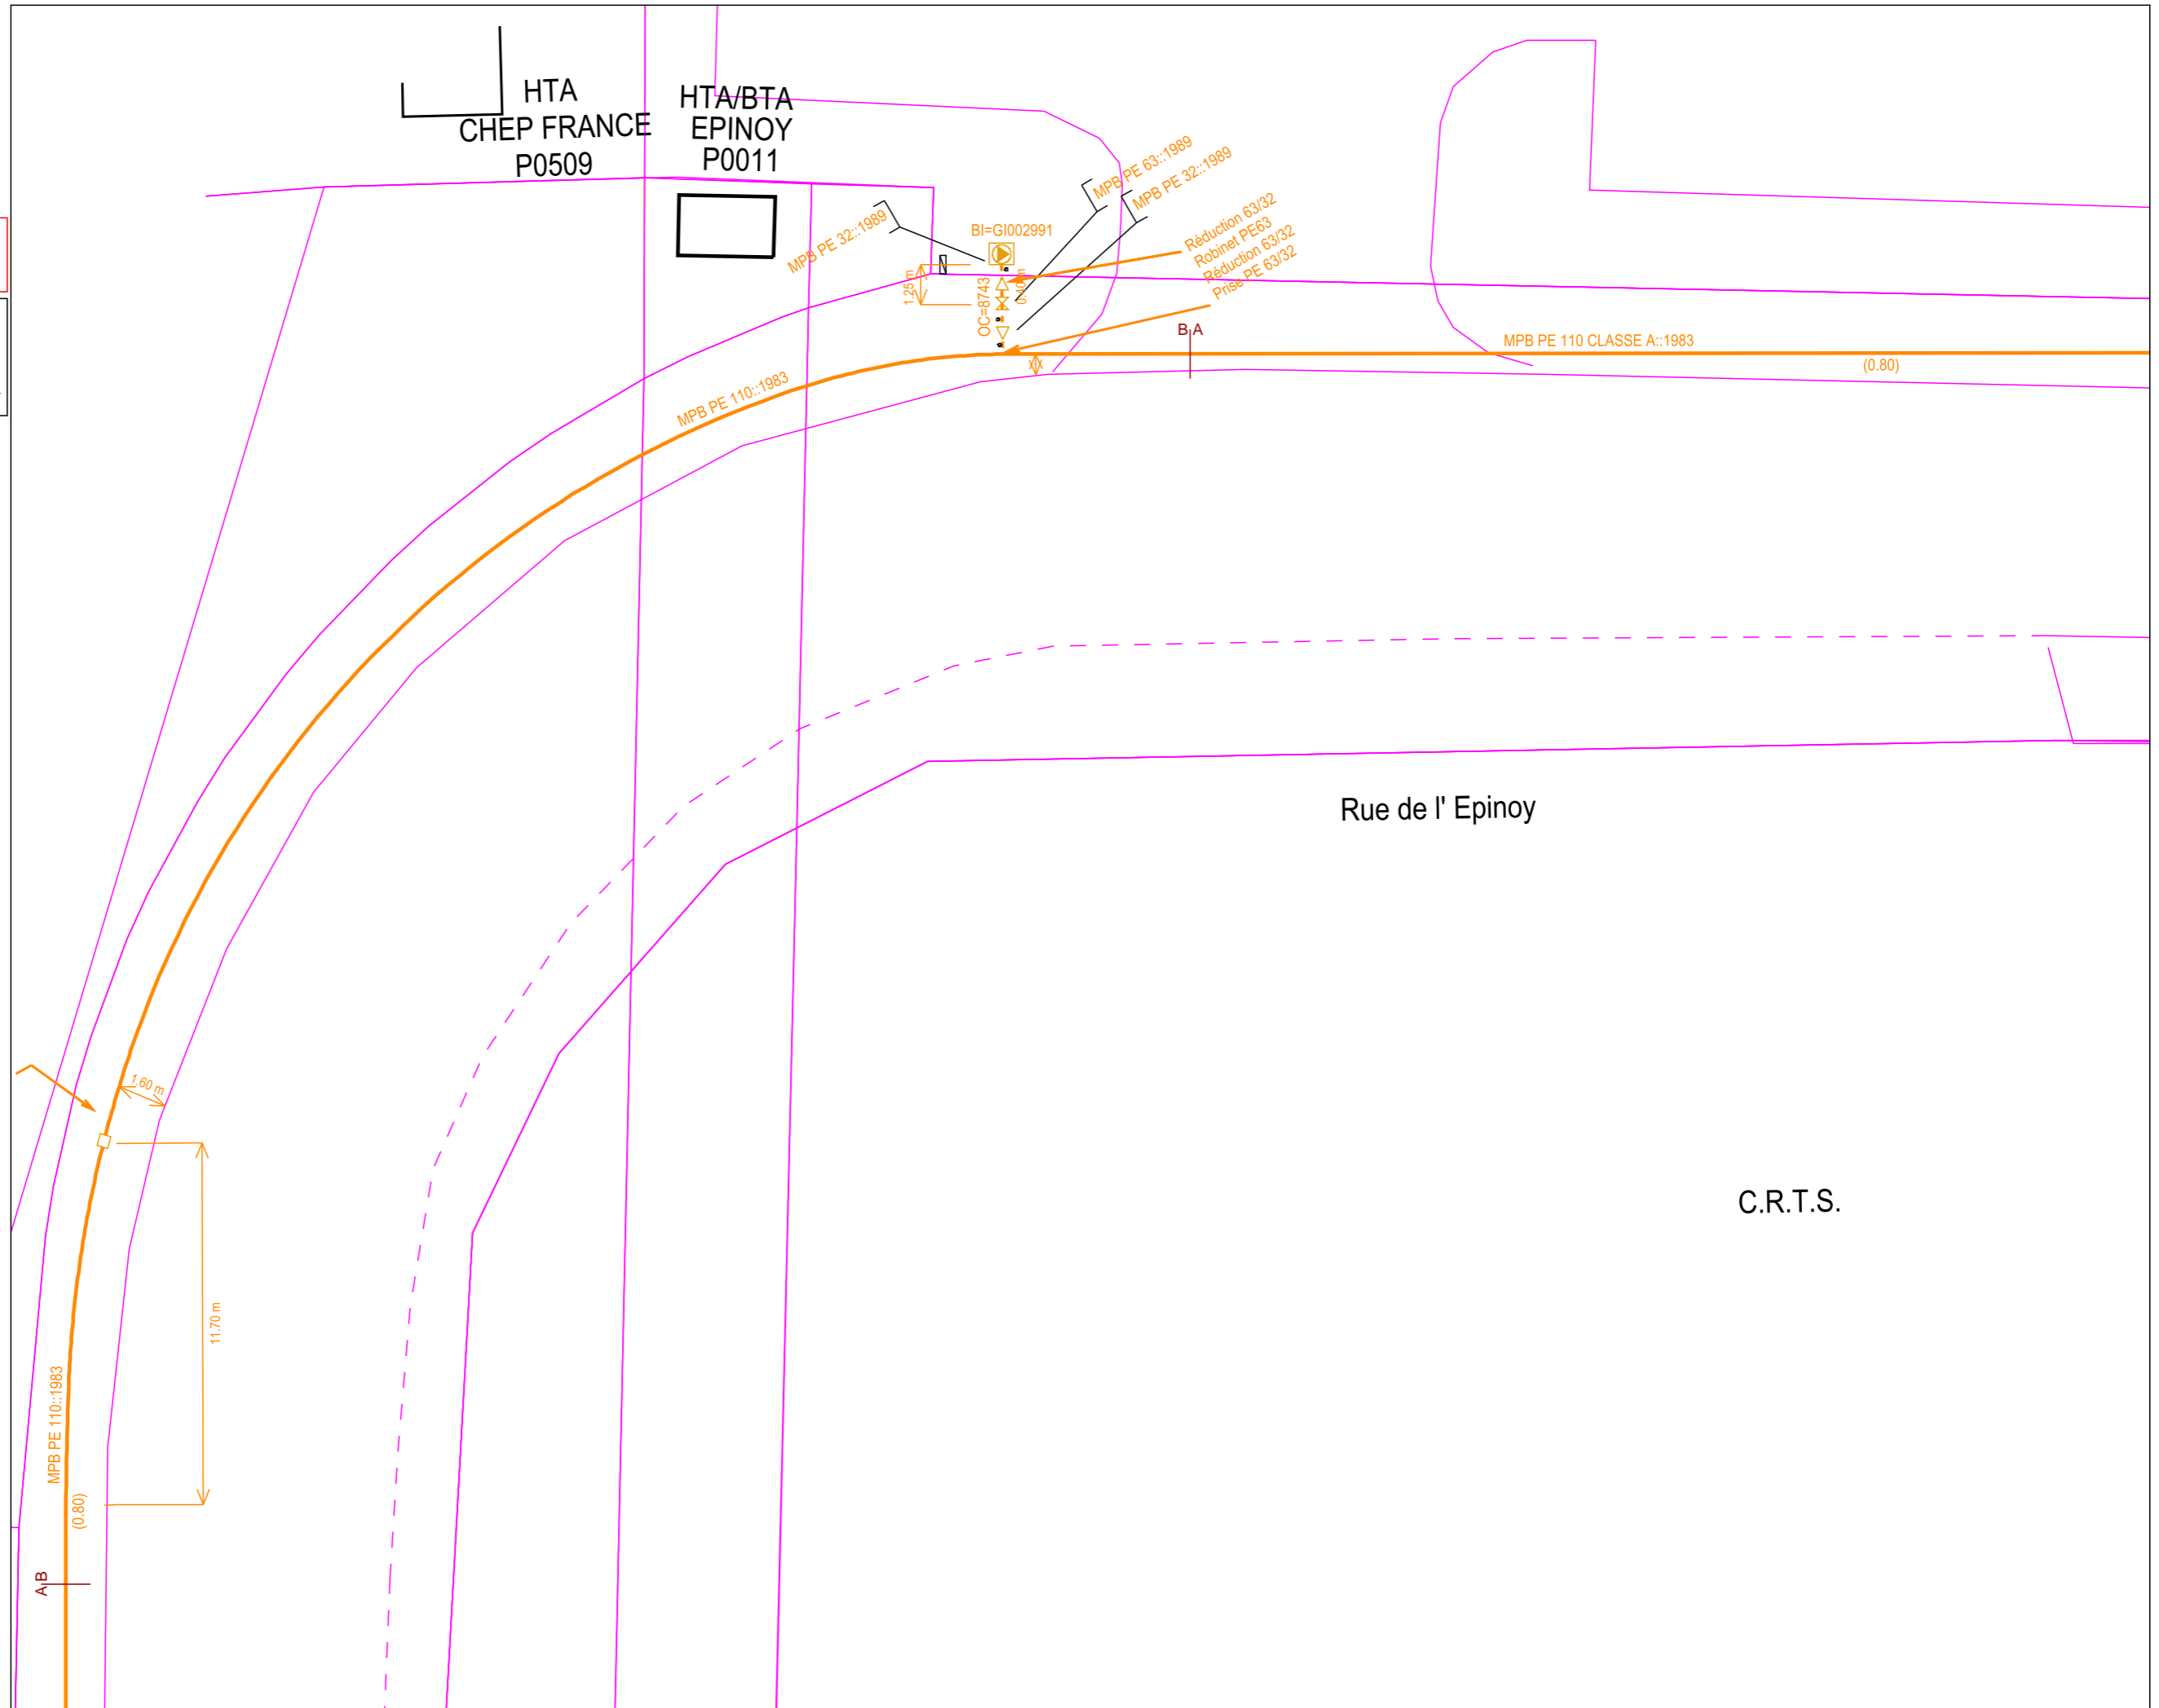 HTA
CHEP FRANCE
P0509
HTA/BTA
EPINOY
P0011
MPB PE 63::1989
MPB PE 32::1989
MPB PE 32::1989
BI=GI002991
Réduction 63/32
Robinet PE63
Réduction 63/32
Prise PE 63/32
1.25 m
OC=8743
B A
MPB PE 110 CLASSE A::1983
(0.80)
MPB PE 110::1983
Rue de l' Epinoy
1.60 m
C.R.T.S.
11.70 m
MPB PE 110::1983
(0.80)
A B